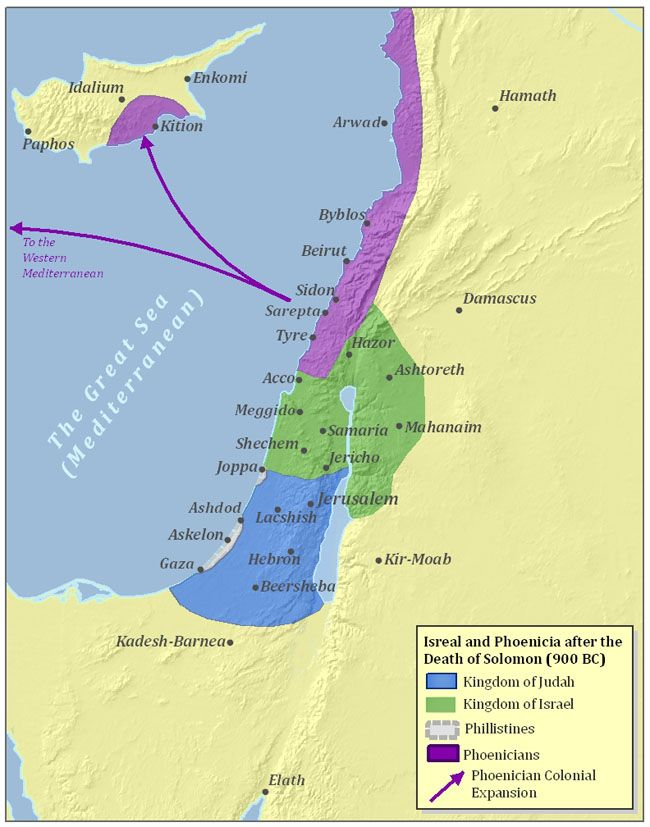 Enkomi
Idalium
Kition
Paphos
Hamath
Arwad
Byblos
Beirut
To the
Western
Mediterranean
Sidon
Sarepta
Damascus
Tyre
Hazor
The Great Sea
(Mediterranean)
Acco
Ashtoreth
Meggido
Samaria
Mahanaim
Shechem
Jericho
Joppa
Jerusalem
Ashdod
Lacshish
Askelon
Hebron
Gaza
Kir-Moab
Beersheba
Kadesh-Barnea
Elath
Isreal and Phoenicia after the
Death of Solomon (900 BC)
Kingdom of Judah
Kingdom of Israel
Phillistines
Phoenicians
Phoenician Colonial
Expansion